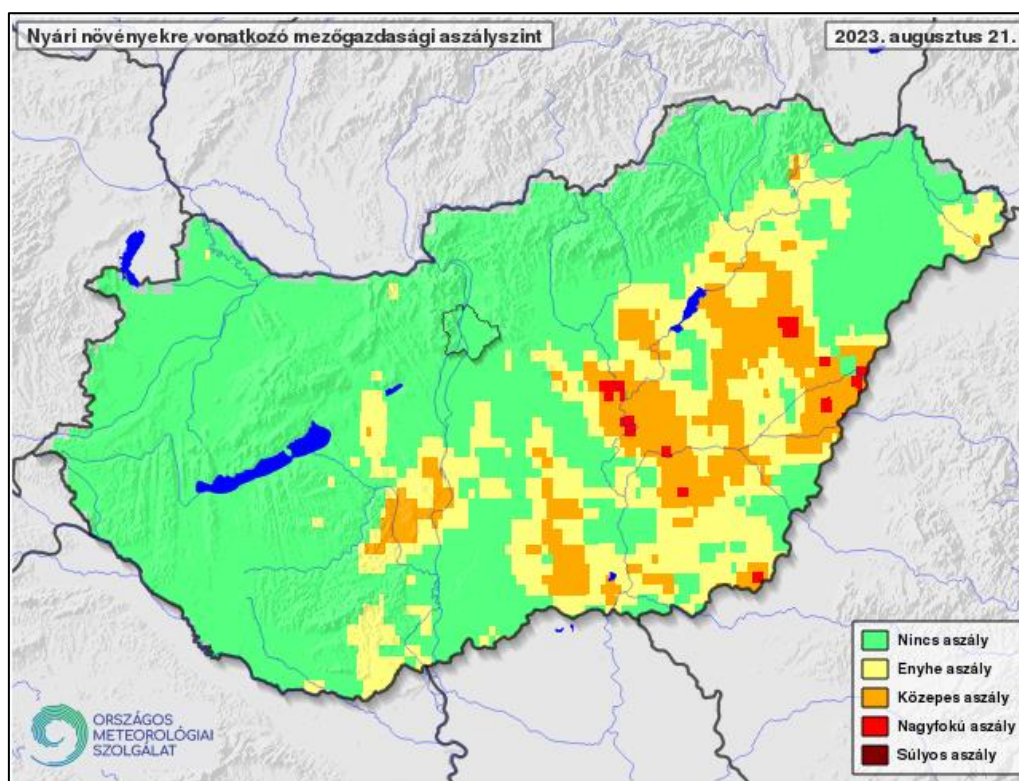 Nyári növényekre vonatkozó mezőgazdasági aszályszint
2023. augusztus 21.
Nincs aszály
Enyhe aszály
Közepes aszály
Nagyfokú aszály
Súlyos aszály
ORSZÁGOS
METEOROLÓGIAI
SZOLGÁLAT